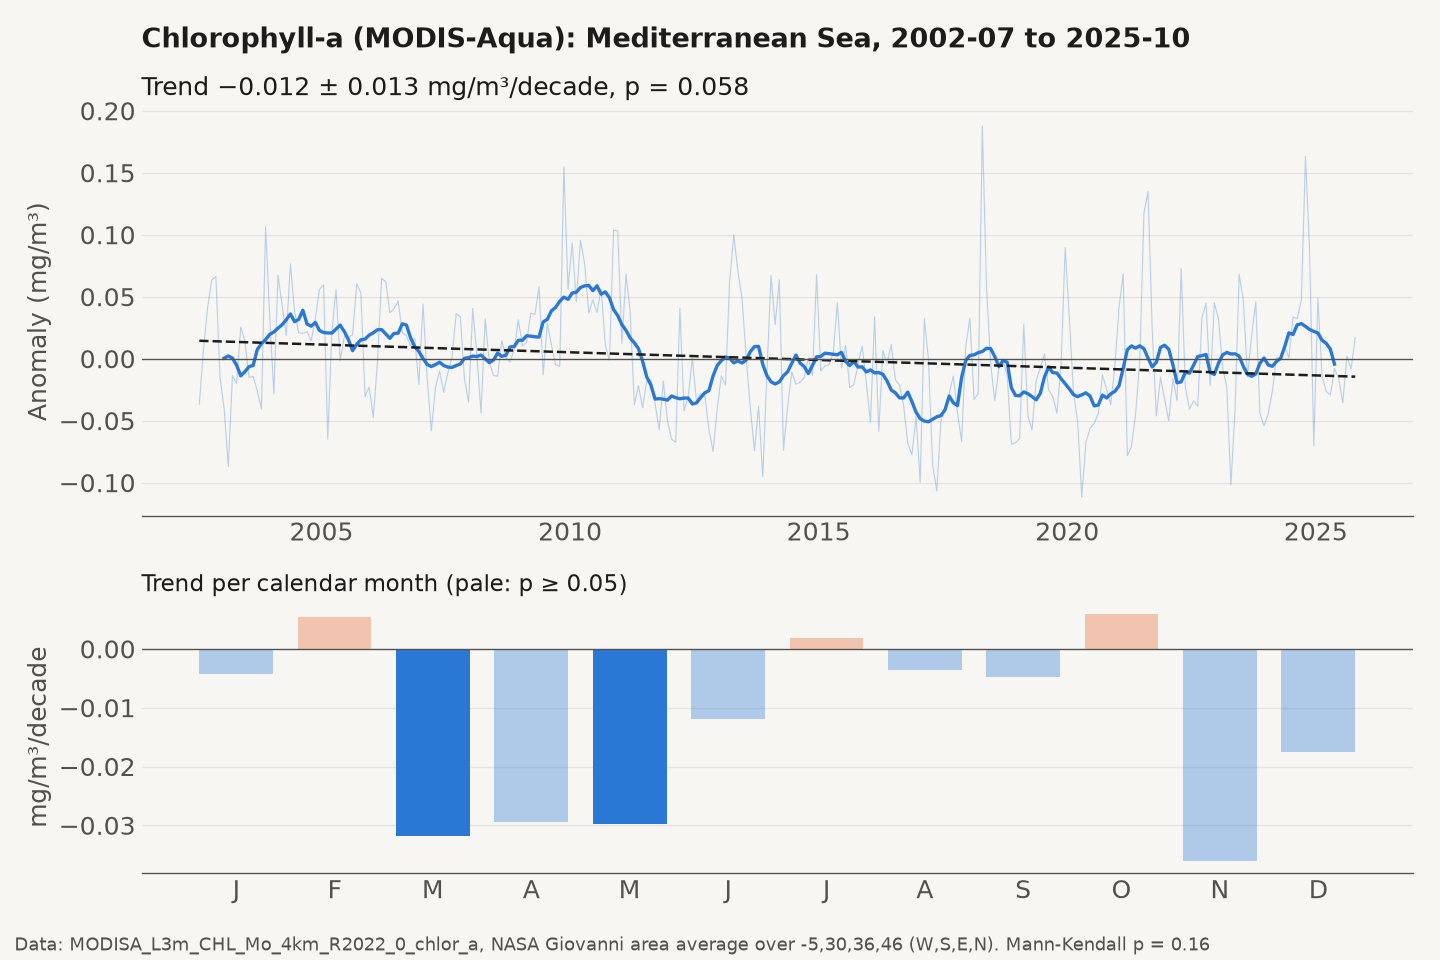 Chlorophyll-a (MODIS-Aqua): Mediterranean Sea, 2002-07 to 2025-10
Trend −0.012 ± 0.013 mg/m³/decade, p = 0.058
Anomaly (mg/m³)
0.20
0.15
0.10
0.05
0.00
−0.05
−0.10
2005 2010 2015 2020 2025
Trend per calendar month (pale: p ≥ 0.05)
mg/m³/decade
0.00
−0.01
−0.02
−0.03
J F M A M J J A S O N D
Data: MODISA_L3m_CHL_Mo_4km_R2022_0_chlor_a, NASA Giovanni area average over -5,30,36,46 (W,S,E,N). Mann-Kendall p = 0.16